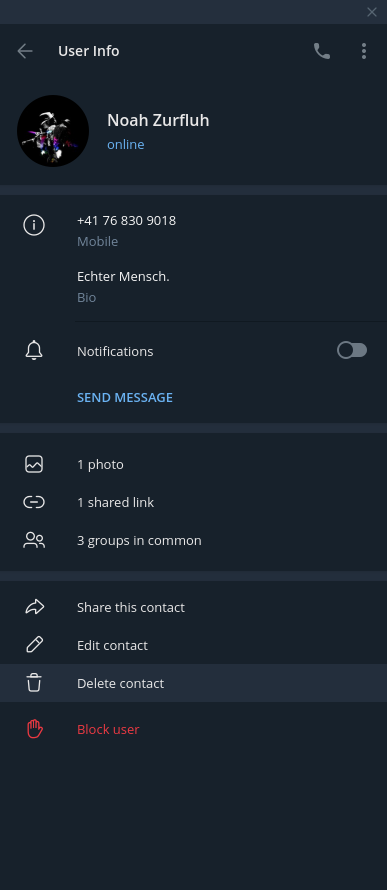 User Info
Noah Zurfluh
online
+41 76 830 9018
Mobile
Echter Mensch.
Bio
Notifications
SEND MESSAGE
1 photo
1 shared link
3 groups in common
Share this contact
Edit contact
Delete contact
Block user